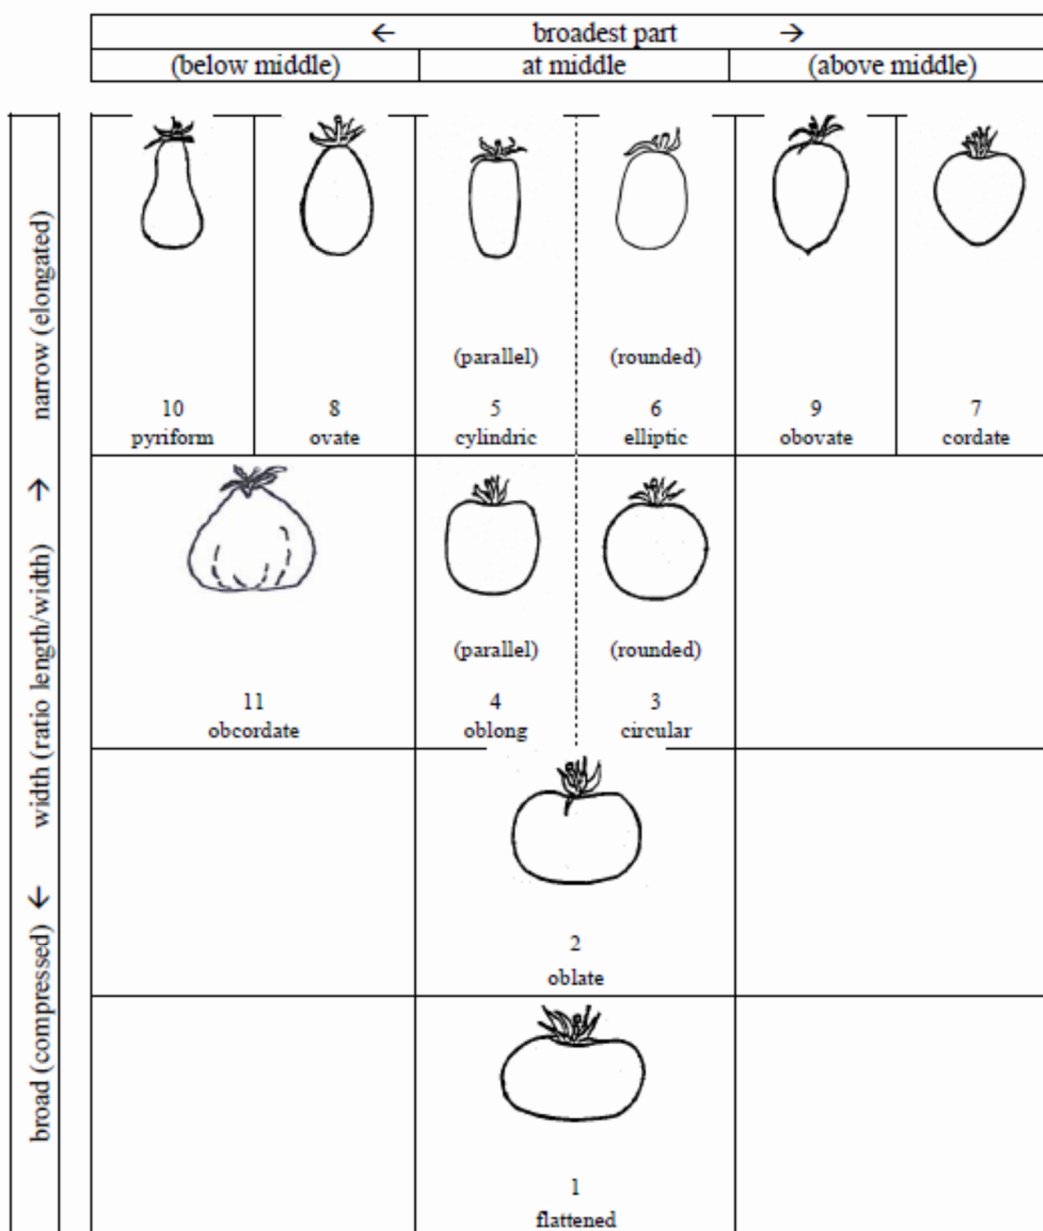 ← broadest part →
(below middle) at middle (above middle)
narrow (elongated)
(parallel) (rounded)
10 8 5 6 9 7
pyriform ovate cylindric elliptic obovate cordate
width (ratio length/width) →
(parallel) (rounded)
11 4 3
obcordate oblong circular
2
oblate
broad (compressed) ←
1
flattened